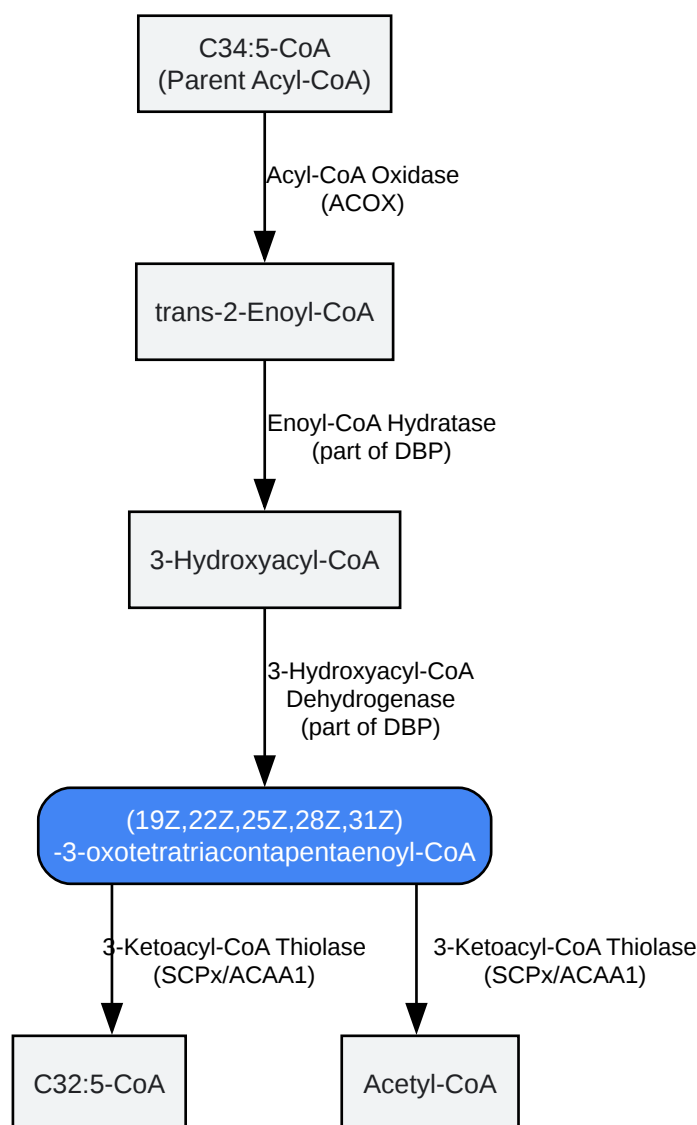 C34:5-CoA
(Parent Acyl-CoA)
Acyl-CoA Oxidase
(ACOX)
trans-2-Enoyl-CoA
Enoyl-CoA Hydratase
(part of DBP)
3-Hydroxyacyl-CoA
3-Hydroxyacyl-CoA
Dehydrogenase
(part of DBP)
(19Z,22Z,25Z,28Z,31Z)
-3-oxotetratriacontapentaenoyl-CoA
3-Ketoacyl-CoA Thiolase
(SCPx/ACAA1)
3-Ketoacyl-CoA Thiolase
(SCPx/ACAA1)
C32:5-CoA
Acetyl-CoA